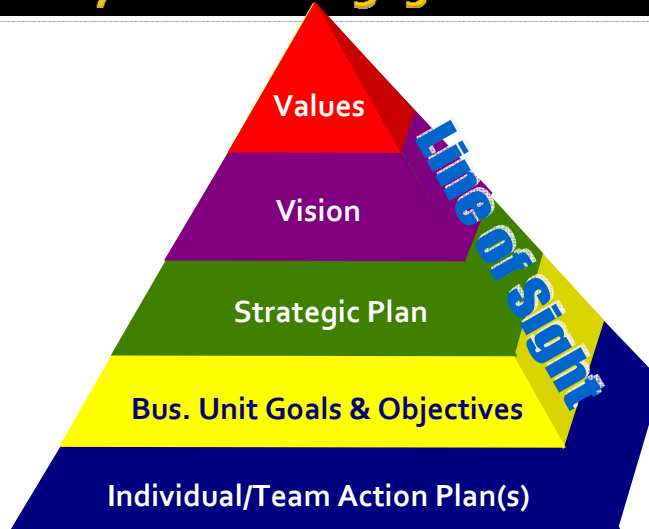 Values
Line of Sight
Vision
Strategic Plan
Bus. Unit Goals & Objectives
Individual/Team Action Plan(s)